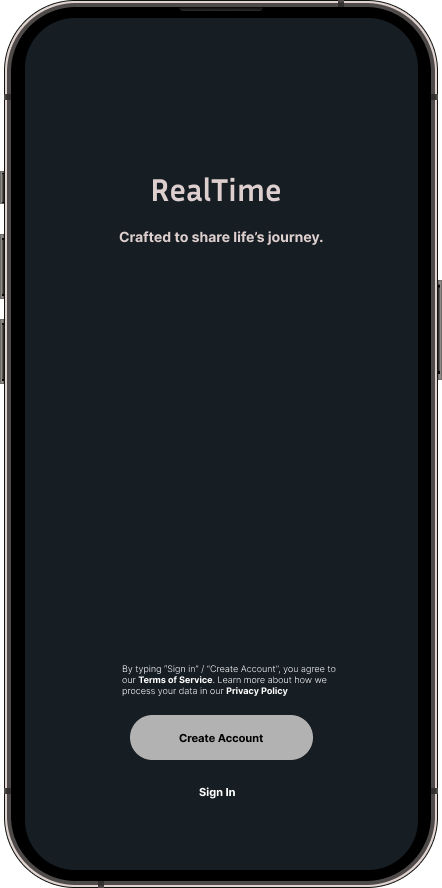 RealTime
Crafted to share life’s journey.
By typing “Sign in” / “Create Account”, you agree to
our Terms of Service. Learn more about how we
process your data in our Privacy Policy
Create Account
Sign In